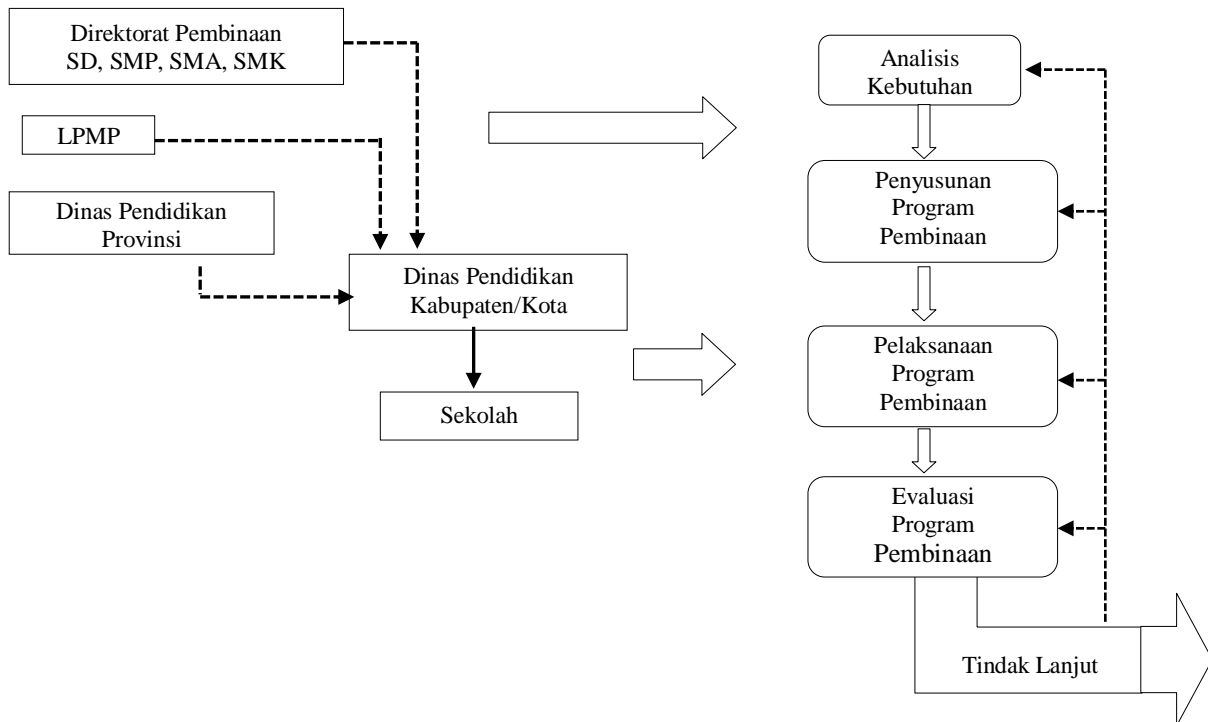 Direktorat Pembinaan
SD, SMP, SMA, SMK
LPMP
Dinas Pendidikan
Provinsi
Dinas Pendidikan
Kabupaten/Kota
Sekolah
Analisis
Kebutuhan
Penyusunan
Program
Pembinaan
Pelaksanaan
Program
Pembinaan
Evaluasi
Program
Pembinaan
Tindak Lanjut